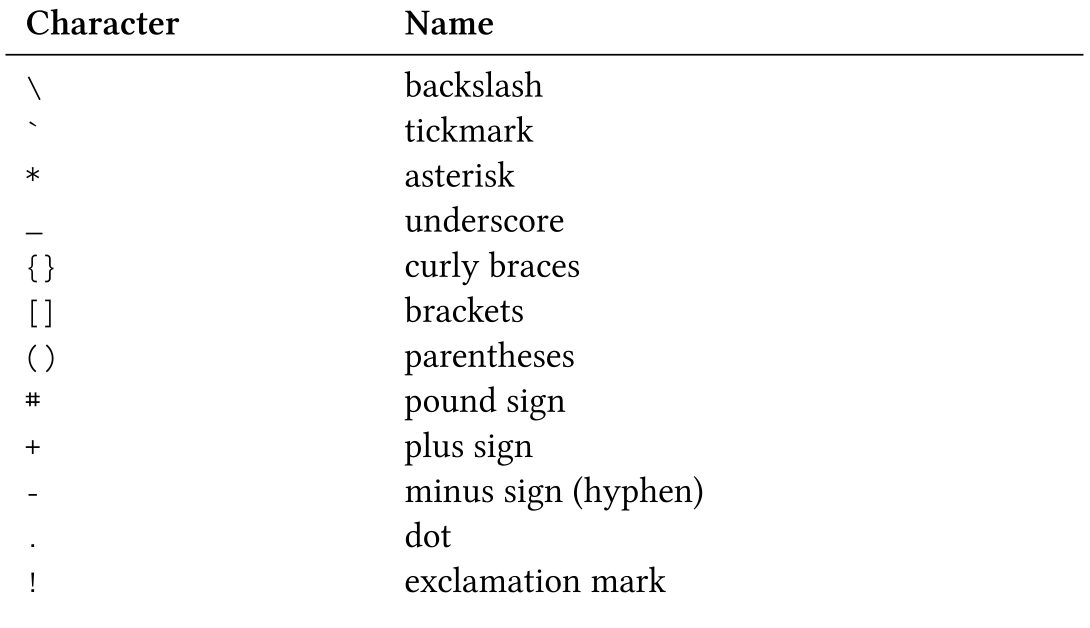 Character Name
\ backslash
` tickmark
* asterisk
_ underscore
{} curly braces
[] brackets
() parentheses
# pound sign
+ plus sign
- minus sign (hyphen)
. dot
! exclamation mark